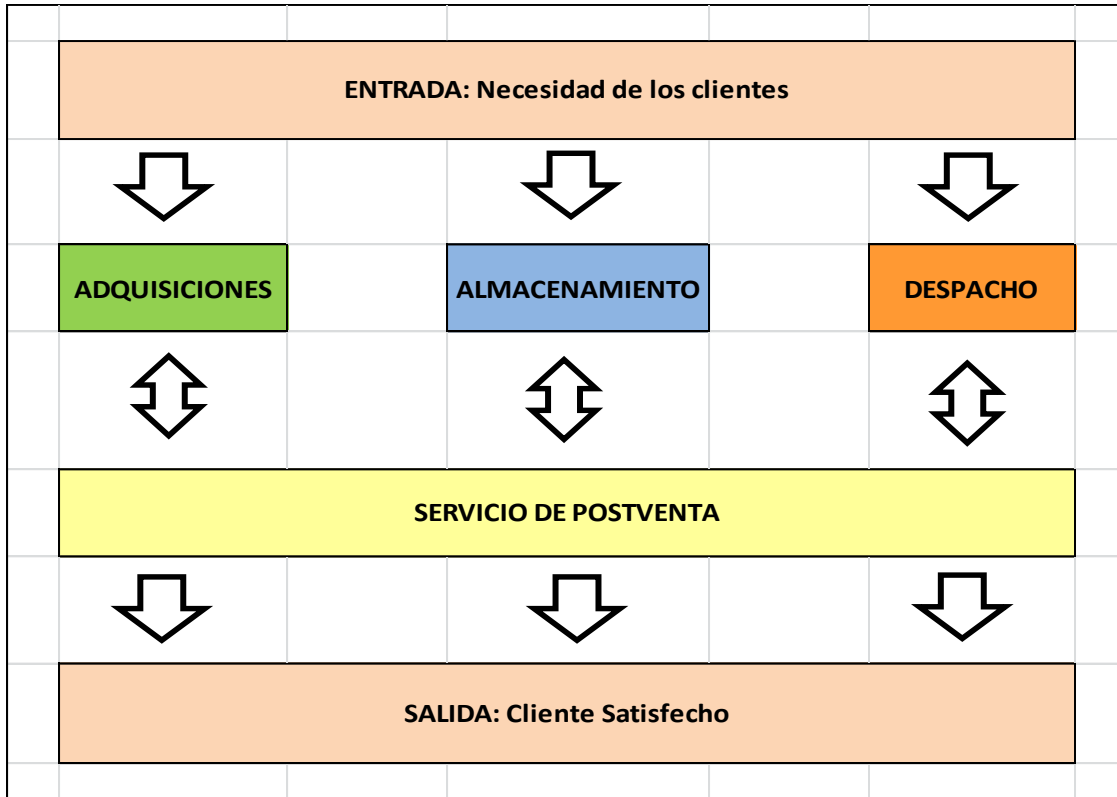 ENTRADA: Necesidad de los clientes
ADQUISICIONES
ALMACENAMIENTO
DESPACHO
SERVICIO DE POSTVENTA
SALIDA: Cliente Satisfecho